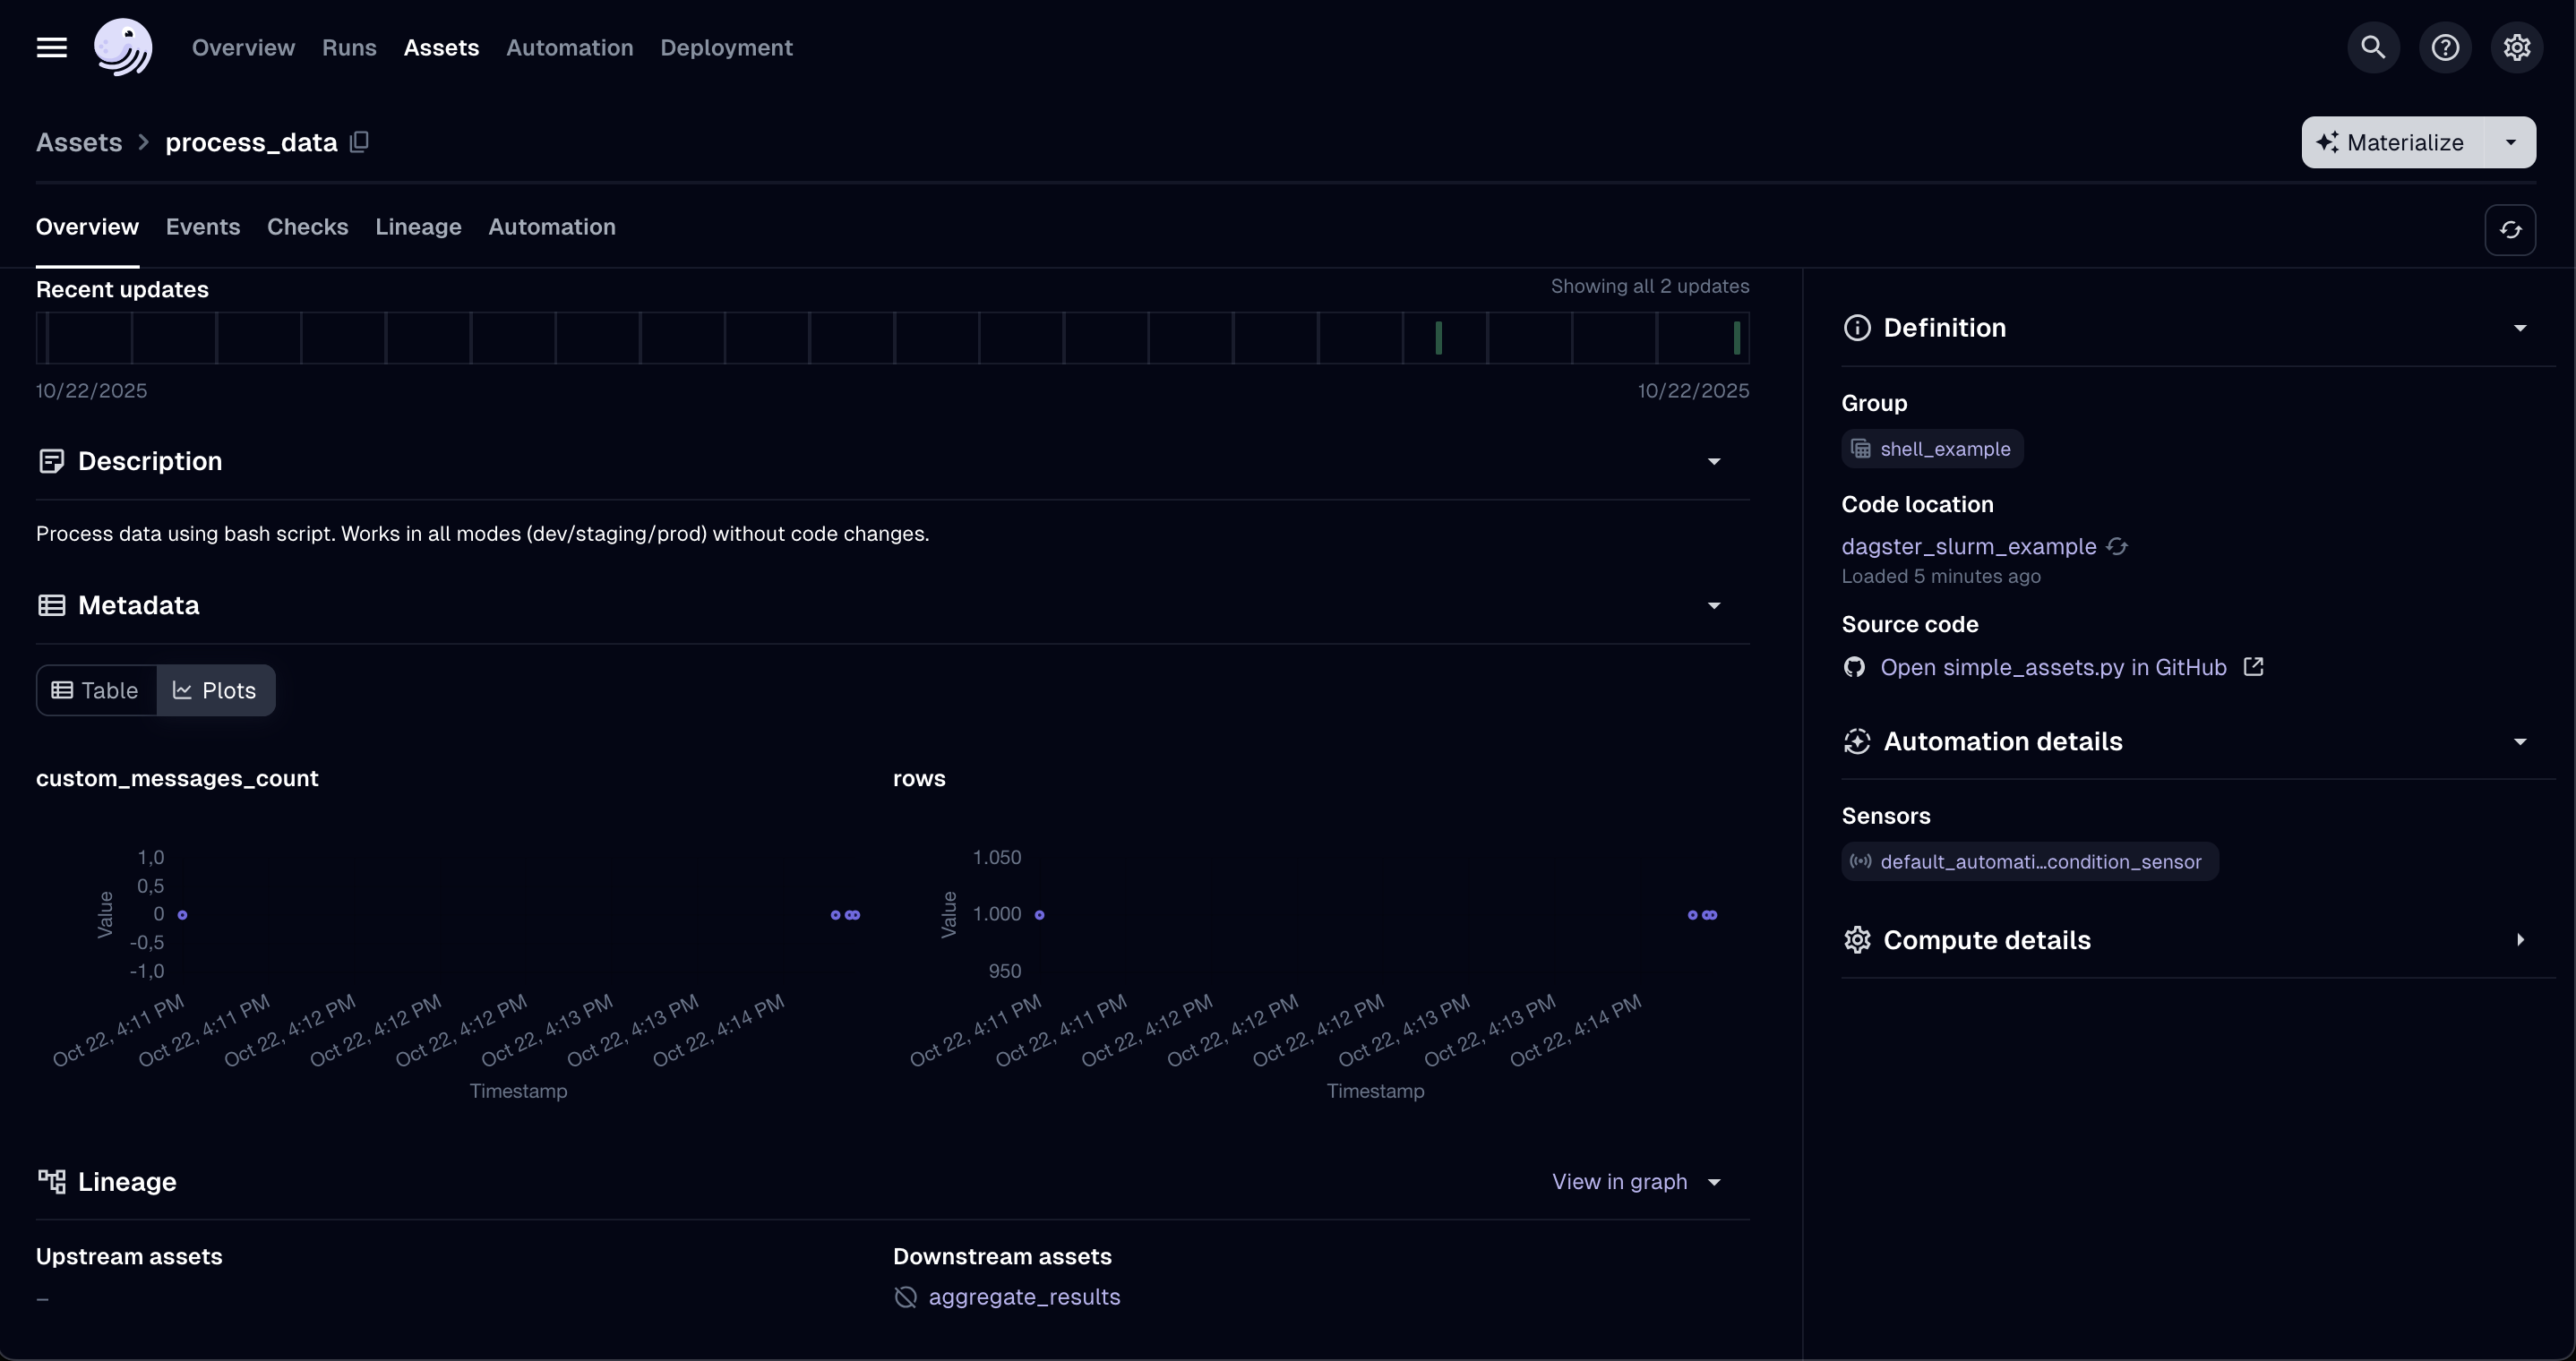 Overview Runs Assets Automation Deployment
Assets > process_data
Materialize
Overview Events Checks Lineage Automation
Recent updates
Showing all 2 updates
10/22/2025
10/22/2025
Description
Process data using bash script. Works in all modes (dev/staging/prod) without code changes.
Metadata
Table Plots
custom_messages_count
1,0
0,5
0
-0,5
-1,0
Value
Oct 22, 4:11 PM
Oct 22, 4:11 PM
Oct 22, 4:12 PM
Oct 22, 4:12 PM
Oct 22, 4:12 PM
Oct 22, 4:13 PM
Oct 22, 4:13 PM
Oct 22, 4:14 PM
Timestamp
rows
1.050
1.000
950
Value
Oct 22, 4:11 PM
Oct 22, 4:11 PM
Oct 22, 4:12 PM
Oct 22, 4:12 PM
Oct 22, 4:12 PM
Oct 22, 4:13 PM
Oct 22, 4:13 PM
Oct 22, 4:14 PM
Timestamp
Lineage
View in graph
Upstream assets
–
Downstream assets
aggregate_results
Definition
Group
shell_example
Code location
dagster_slurm_example
Loaded 5 minutes ago
Source code
Open simple_assets.py in GitHub
Automation details
Sensors
default_automati...condition_sensor
Compute details